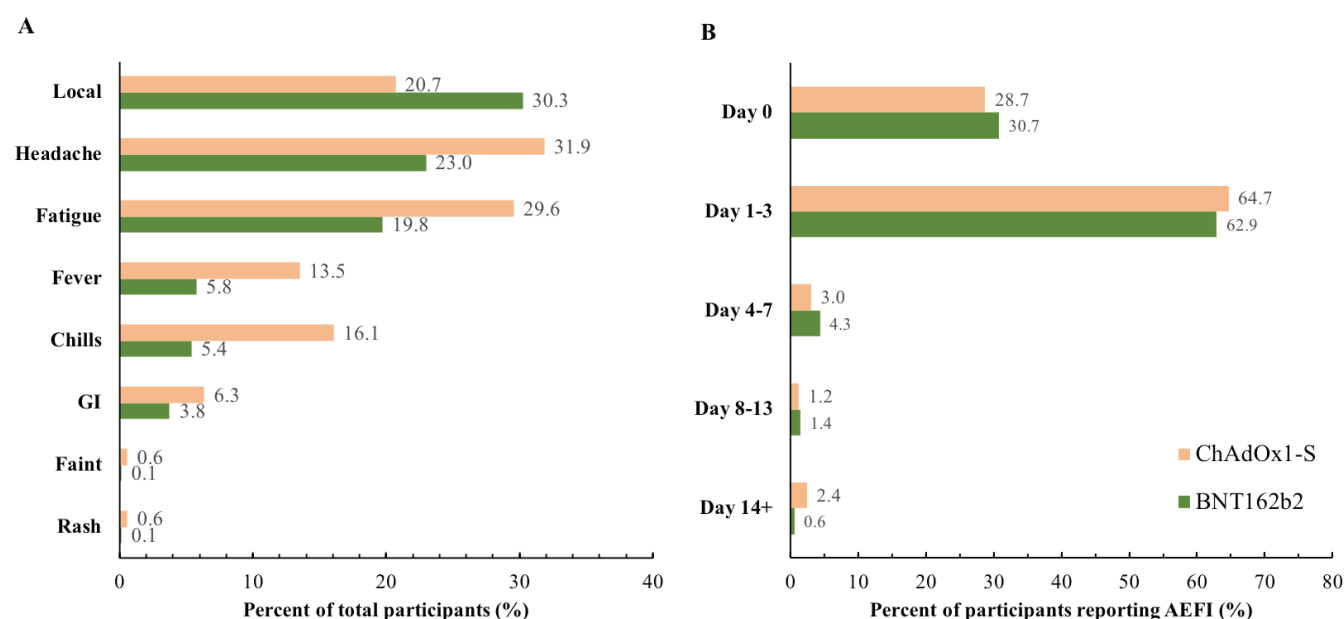 A
Local
20.7
30.3
Headache
31.9
23.0
Fatigue
29.6
19.8
Fever
13.5
5.8
Chills
16.1
5.4
GI
6.3
3.8
Faint
0.6
0.1
Rash
0.6
0.1
0 10 20 30 40
Percent of total participants (%)
B
Day 0
28.7
30.7
Day 1-3
64.7
62.9
Day 4-7
3.0
4.3
Day 8-13
1.2
1.4
Day 14+
2.4
0.6
ChAdOx1-S
BNT162b2
0 10 20 30 40 50 60 70 80
Percent of participants reporting AEFI (%)